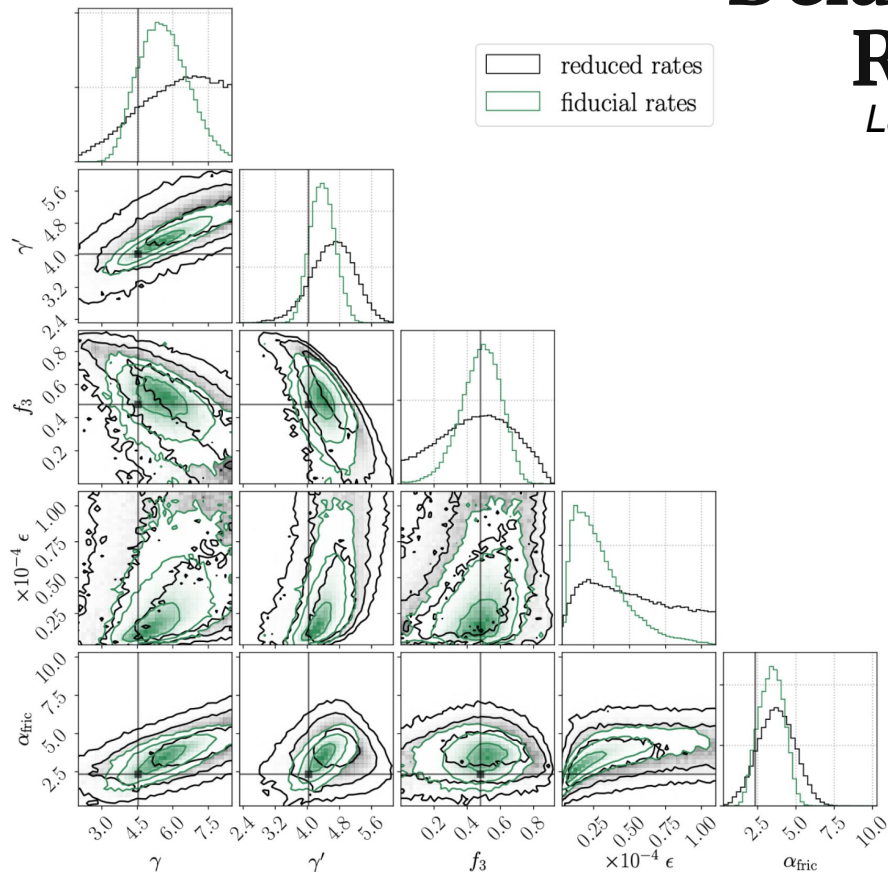 R
reduced rates
fiducial rates
γ′
5.6
4.8
4.0
3.2
2.4
f₃
0.8
0.6
0.4
0.2
×10⁻⁴ ϵ
1.00
0.75
0.50
0.25
α_fric
10.0
7.5
5.0
2.5
3.0 4.5 6.0 7.5 2.4 3.2 4.0 4.8 5.6 0.2 0.4 0.6 0.8 0.25 0.50 0.75 1.00 2.5 5.0 7.5 10.0
γ γ′ f₃ ×10⁻⁴ ϵ α_fric